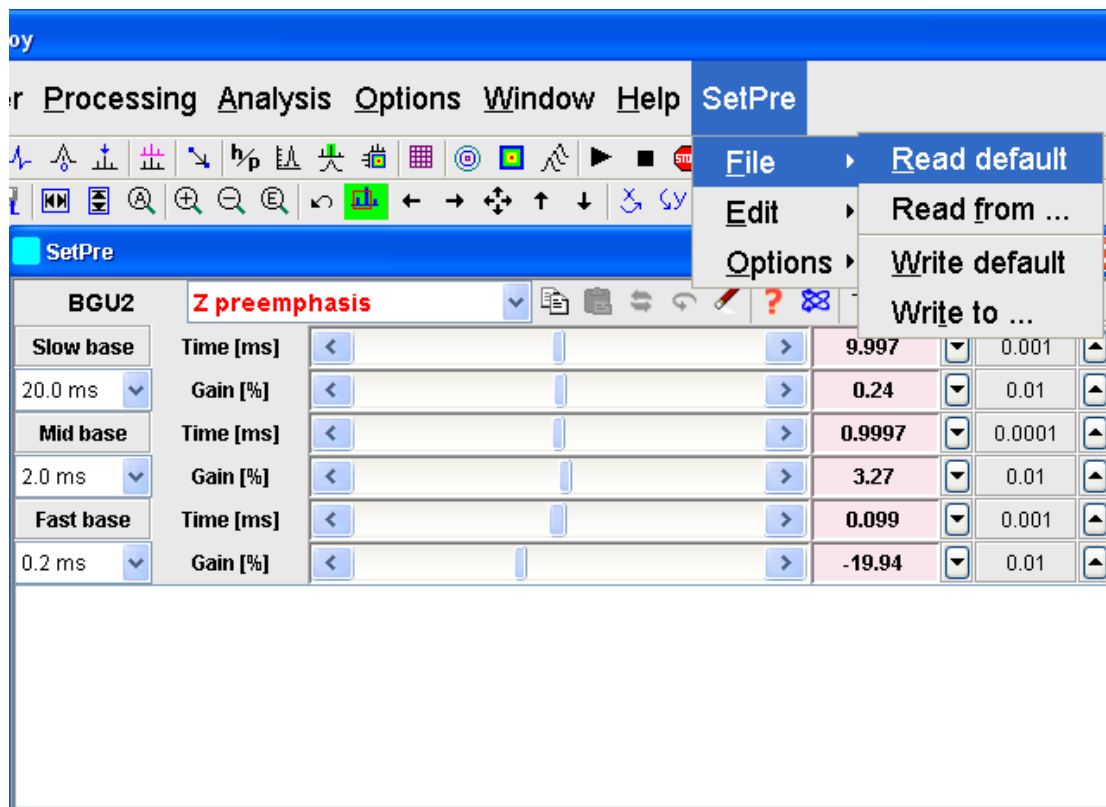 oy
r Processing Analysis Options Window Help SetPre
File Read default
Edit Read from ...
Options Write default
Write to ...
SetPre
BGU2 Z preemphasis
Slow base Time [ms] 9.997 0.001
20.0 ms Gain [%] 0.24 0.01
Mid base Time [ms] 0.9997 0.0001
2.0 ms Gain [%] 3.27 0.01
Fast base Time [ms] 0.099 0.001
0.2 ms Gain [%] -19.94 0.01